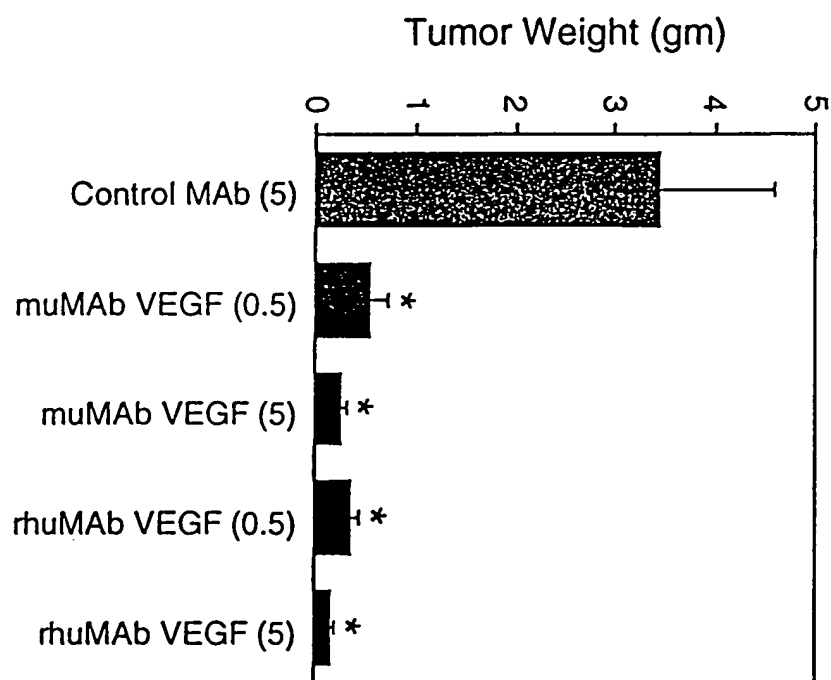 Tumor Weight (gm)
0 1 2 3 4 5
Control MAb (5)
muMAb VEGF (0.5) *
muMAb VEGF (5) *
rhuMAb VEGF (0.5) *
rhuMAb VEGF (5) *